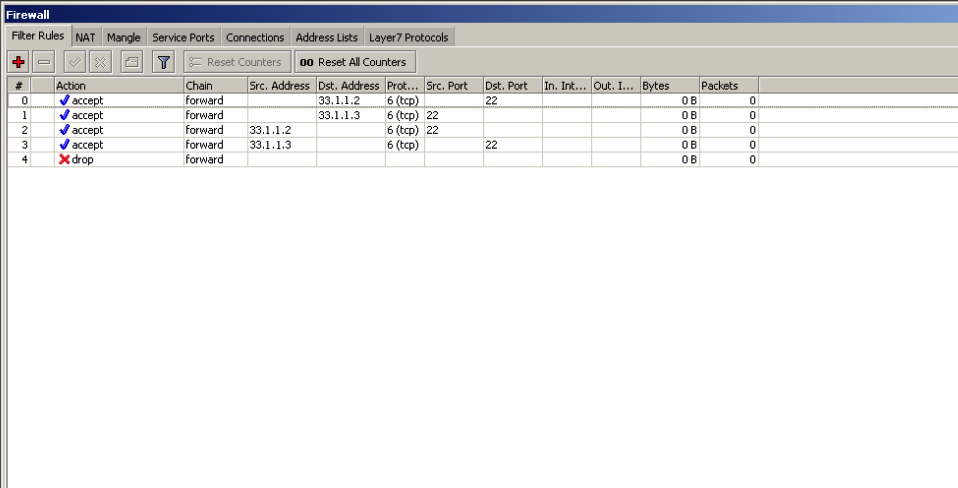 Firewall
Filter Rules NAT Mangle Service Ports Connections Address Lists Layer7 Protocols
Reset Counters 00 Reset All Counters
# Action Chain Src. Address Dst. Address Prot... Src. Port Dst. Port In. Int... Out. I... Bytes Packets
0 accept forward 33.1.1.2 6 (tcp) 22 0 B 0
1 accept forward 33.1.1.3 6 (tcp) 22 0 B 0
2 accept forward 33.1.1.2 6 (tcp) 22 0 B 0
3 accept forward 33.1.1.3 6 (tcp) 22 0 B 0
4 drop forward 0 B 0